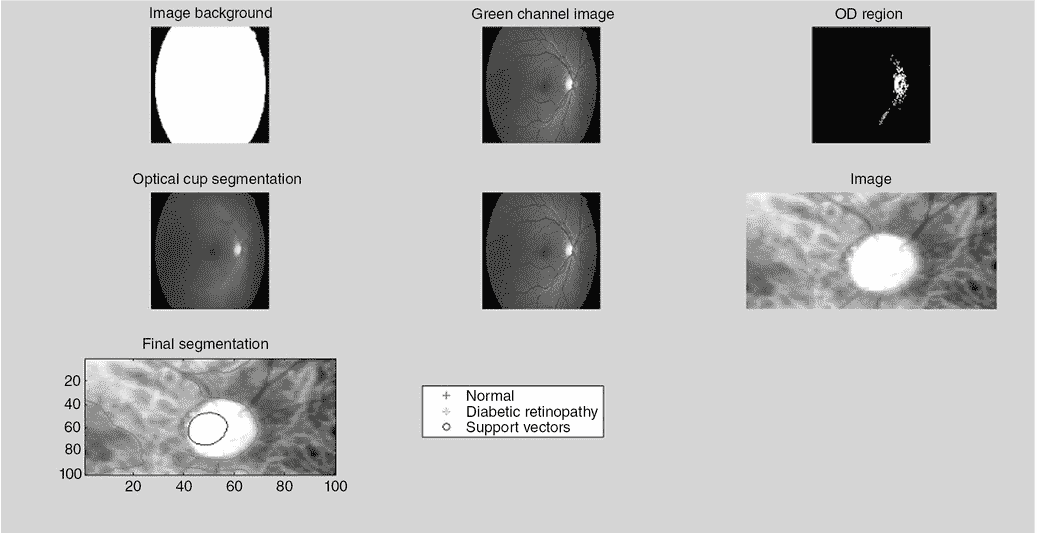 Image background
Green channel image
OD region
Optical cup segmentation
Image
Final segmentation
20
40
60
80
100
20 40 60 80 100
Normal
Diabetic retinopathy
Support vectors